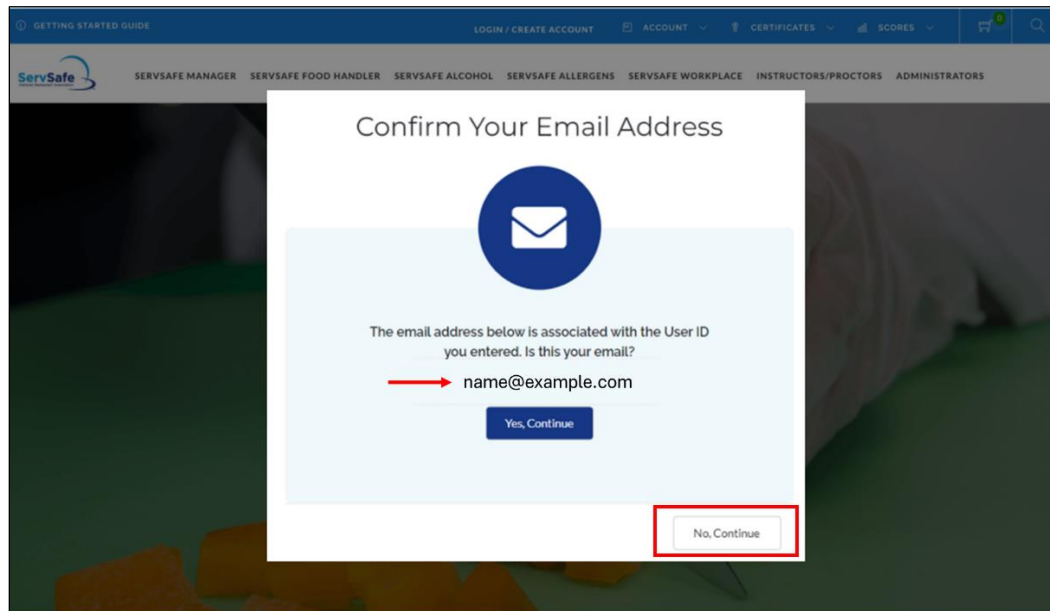 GETTING STARTED GUIDE
LOGIN / CREATE ACCOUNT
ACCOUNT
CERTIFICATES
SCORES
0
ServSafe
SERVSAFE MANAGER SERVSAFE FOOD HANDLER SERVSAFE ALCOHOL SERVSAFE ALLERGENS SERVSAFE WORKPLACE INSTRUCTORS/PROCTORS ADMINISTRATORS
Confirm Your Email Address
The email address below is associated with the User ID
you entered. Is this your email?
name@example.com
Yes, Continue
No, Continue